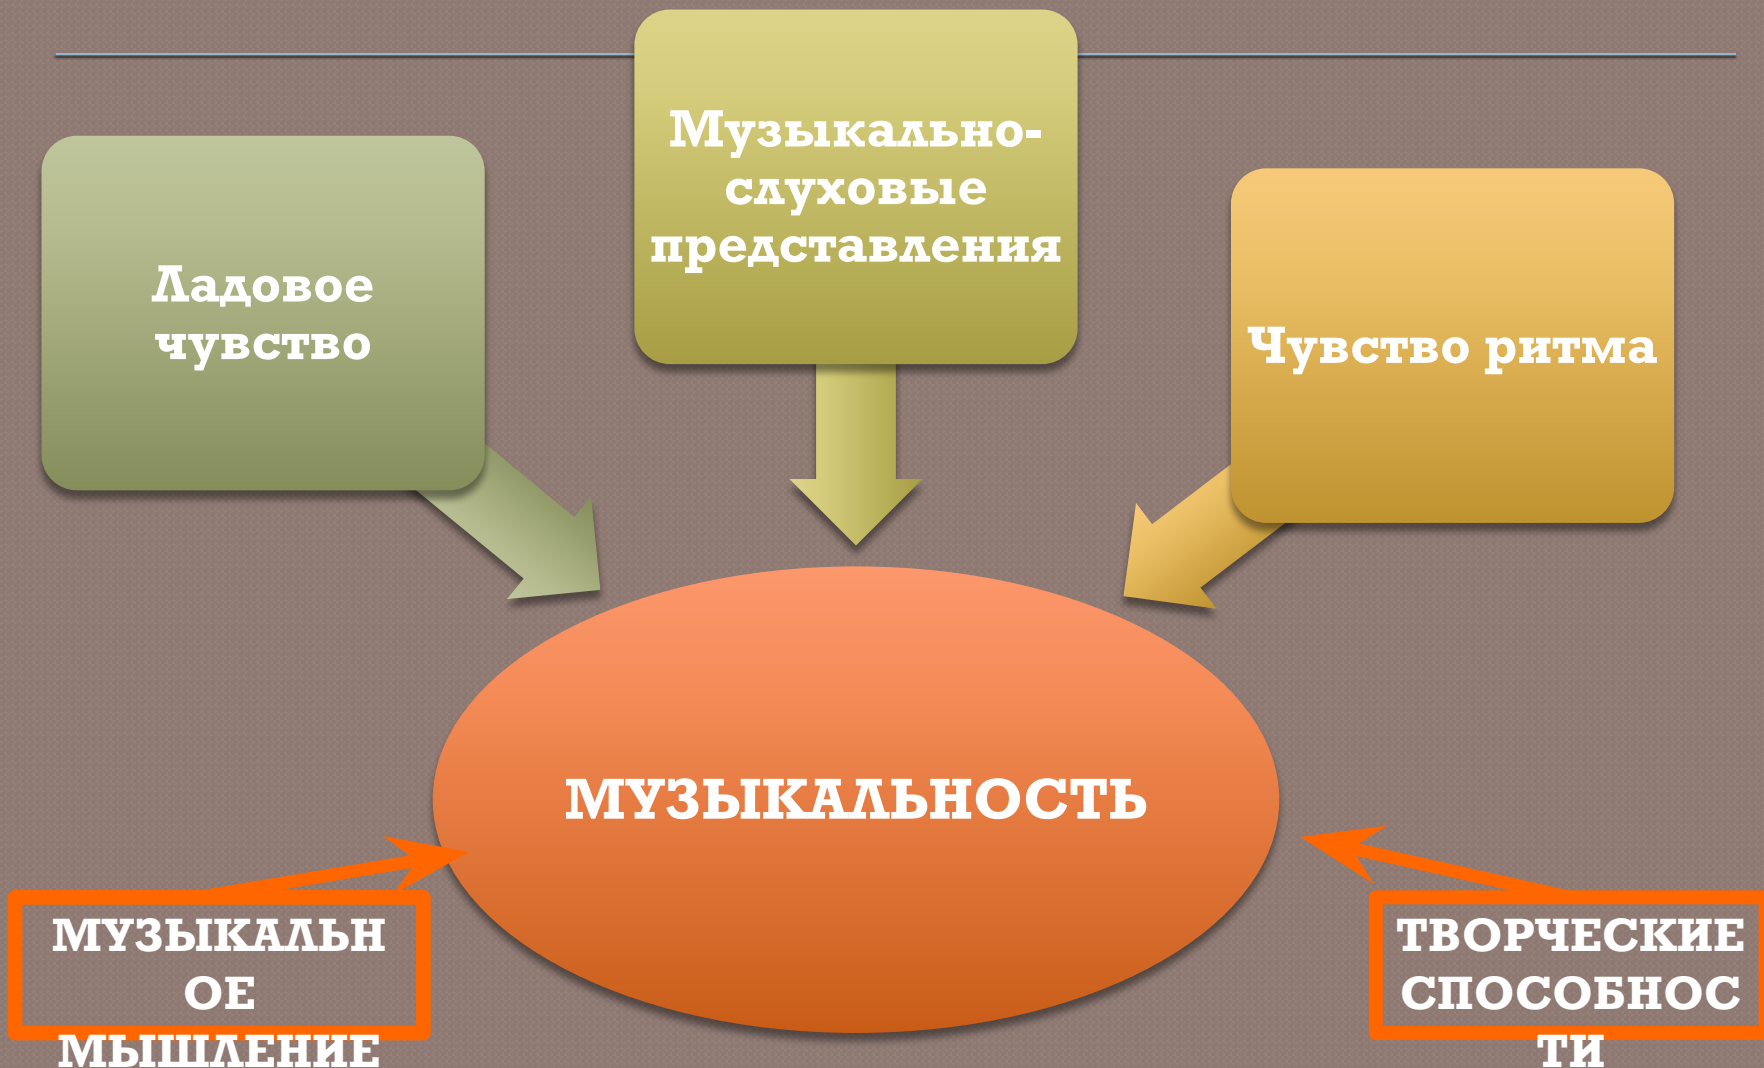 Музыкально-
слуховые
представления
Ладовое
чувство
Чувство ритма
МУЗЫКАЛЬНОСТЬ
МУЗЫКАЛЬН
ОЕ
МЫШЛЕНИЕ
ТВОРЧЕСКИЕ
СПОСОБНОС
ТИ